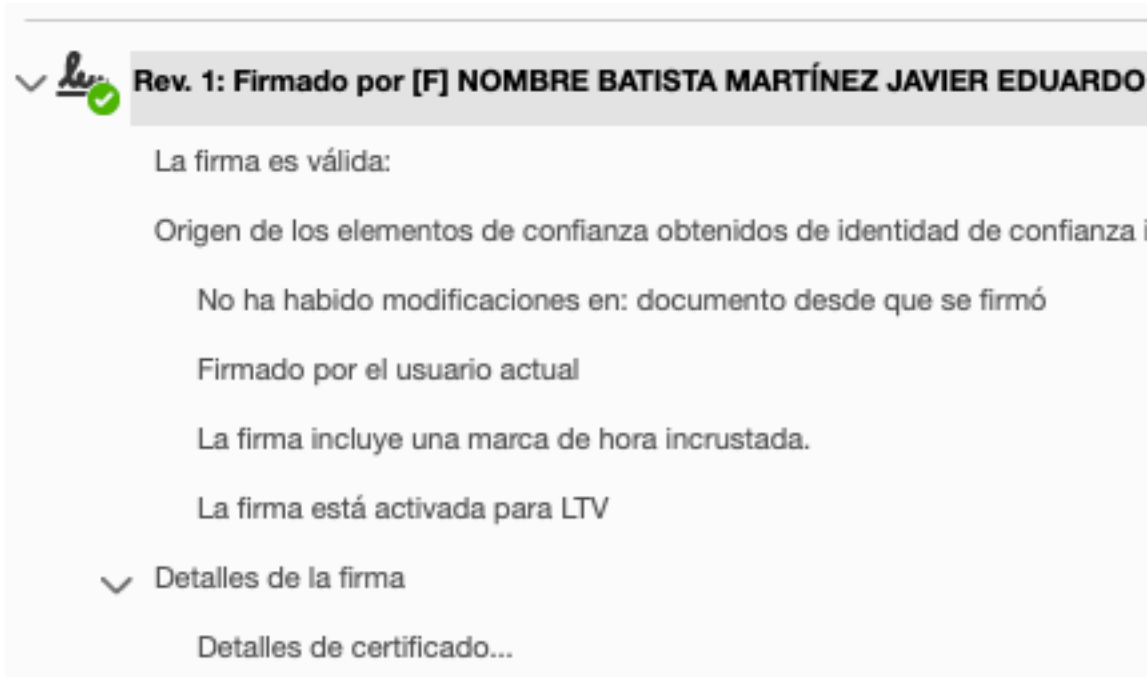 Rev. 1: Firmado por [F] NOMBRE BATISTA MARTÍNEZ JAVIER EDUARDO
La firma es válida:
Origen de los elementos de confianza obtenidos de identidad de confianza
No ha habido modificaciones en: documento desde que se firmó
Firmado por el usuario actual
La firma incluye una marca de hora incrustada.
La firma está activada para LTV
Detalles de la firma
Detalles de certificado...